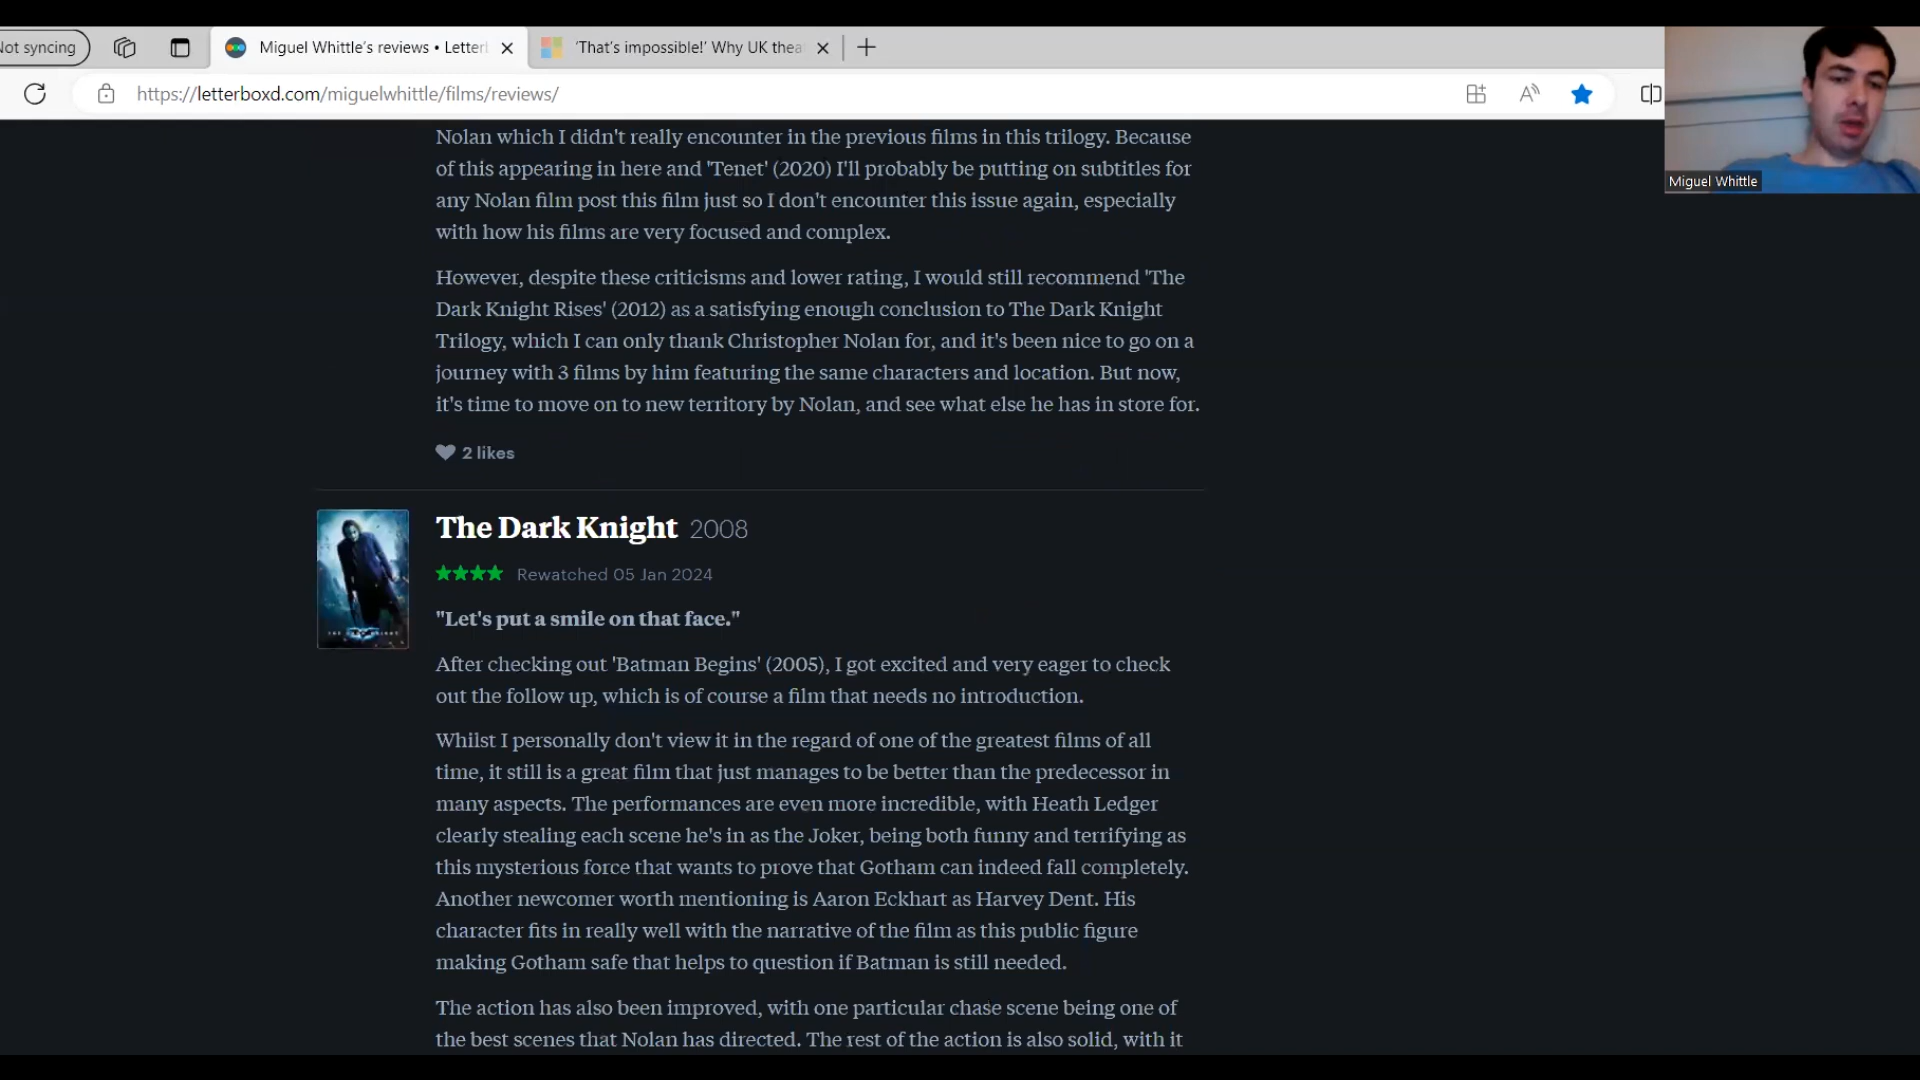 Not syncing
Miguel Whittle's reviews • Letter
'That's impossible!' Why UK thea
https://letterboxd.com/miguelwhittle/films/reviews/
Miguel Whittle
Nolan which I didn't really encounter in the previous films in this trilogy. Because
of this appearing in here and 'Tenet' (2020) I'll probably be putting on subtitles for
any Nolan film post this film just so I don't encounter this issue again, especially
with how his films are very focused and complex.
However, despite these criticisms and lower rating, I would still recommend 'The
Dark Knight Rises' (2012) as a satisfying enough conclusion to The Dark Knight
Trilogy, which I can only thank Christopher Nolan for, and it's been nice to go on a
journey with 3 films by him featuring the same characters and location. But now,
it's time to move on to new territory by Nolan, and see what else he has in store for.
2 likes
The Dark Knight 2008
★★★★ Rewatched 05 Jan 2024
"Let's put a smile on that face."
After checking out 'Batman Begins' (2005), I got excited and very eager to check
out the follow up, which is of course a film that needs no introduction.
Whilst I personally don't view it in the regard of one of the greatest films of all
time, it still is a great film that just manages to be better than the predecessor in
many aspects. The performances are even more incredible, with Heath Ledger
clearly stealing each scene he's in as the Joker, being both funny and terrifying as
this mysterious force that wants to prove that Gotham can indeed fall completely.
Another newcomer worth mentioning is Aaron Eckhart as Harvey Dent. His
character fits in really well with the narrative of the film as this public figure
making Gotham safe that helps to question if Batman is still needed.
The action has also been improved, with one particular chase scene being one of
the best scenes that Nolan has directed. The rest of the action is also solid, with it